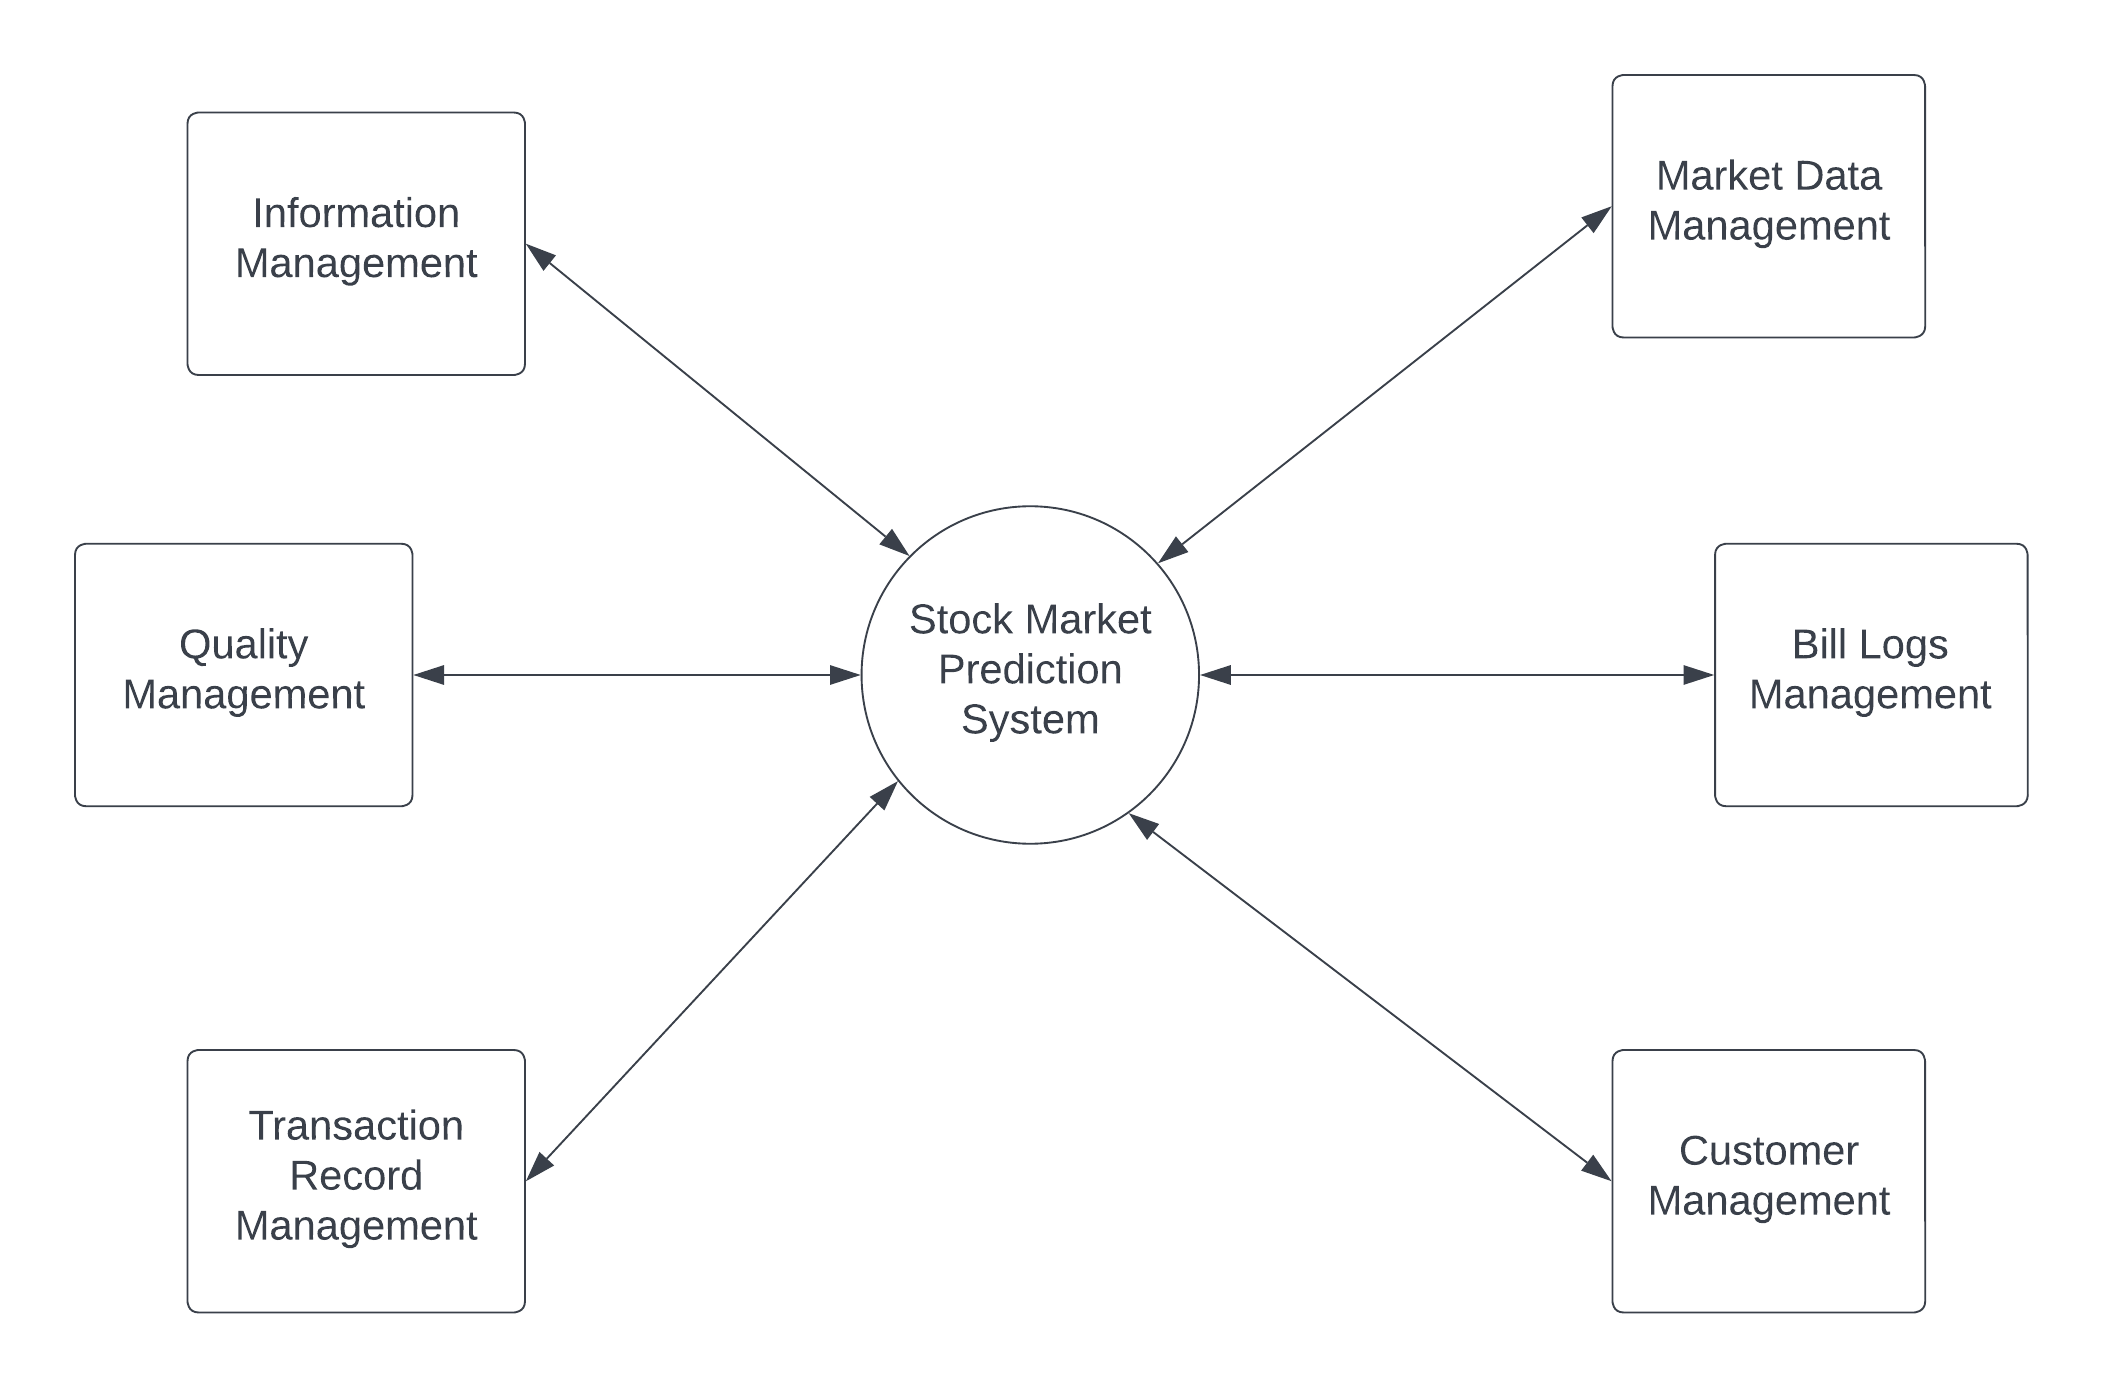 Information
Management
Market Data
Management
Quality
Management
Stock Market
Prediction
System
Bill Logs
Management
Transaction
Record
Management
Customer
Management